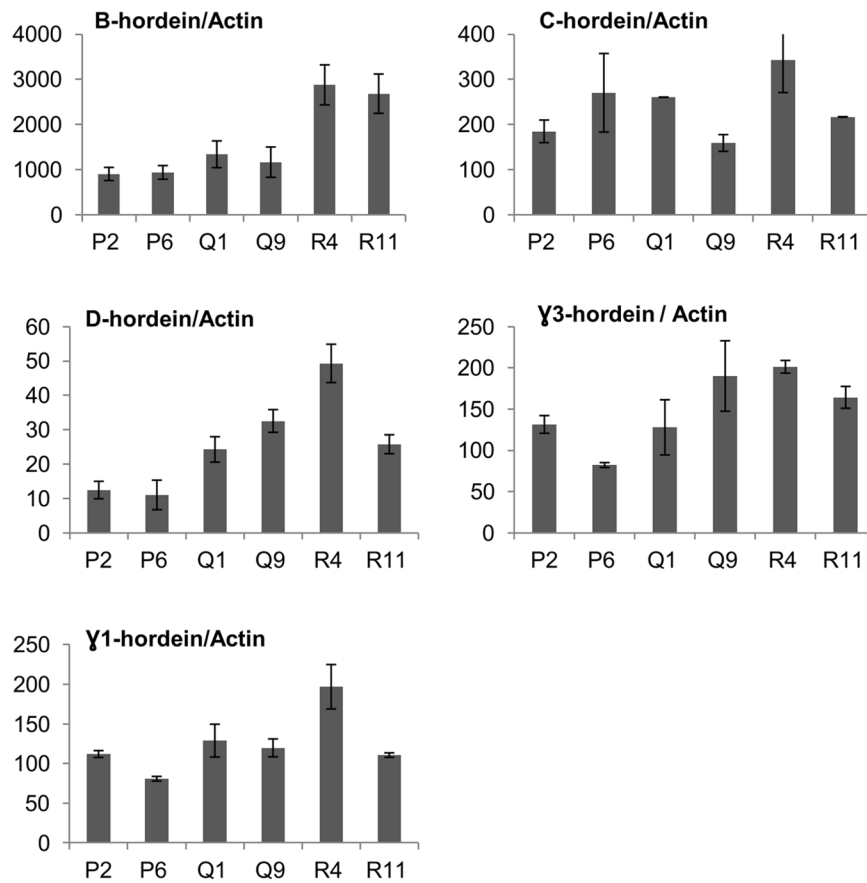 B-hordein/Actin
4000
3000
2000
1000
0
P2 P6 Q1 Q9 R4 R11
C-hordein/Actin
400
300
200
100
0
P2 P6 Q1 Q9 R4 R11
D-hordein/Actin
60
50
40
30
20
10
0
P2 P6 Q1 Q9 R4 R11
Ɣ3-hordein / Actin
250
200
150
100
50
0
P2 P6 Q1 Q9 R4 R11
Ɣ1-hordein/Actin
250
200
150
100
50
0
P2 P6 Q1 Q9 R4 R11